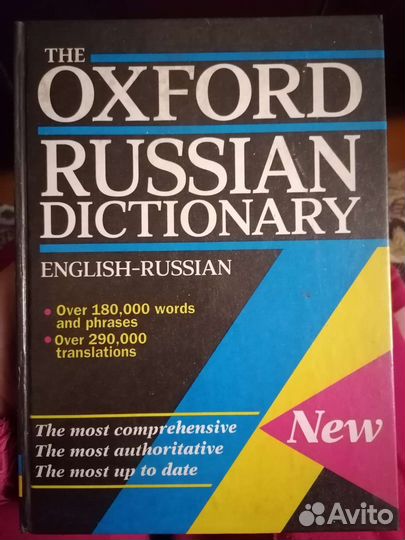 THE
OXFORD
RUSSIAN
DICTIONARY
ENGLISH-RUSSIAN
• Over 180,000 words
and phrases
• Over 290,000
translations
The most comprehensive
The most authoritative
The most up to date
New
Avito